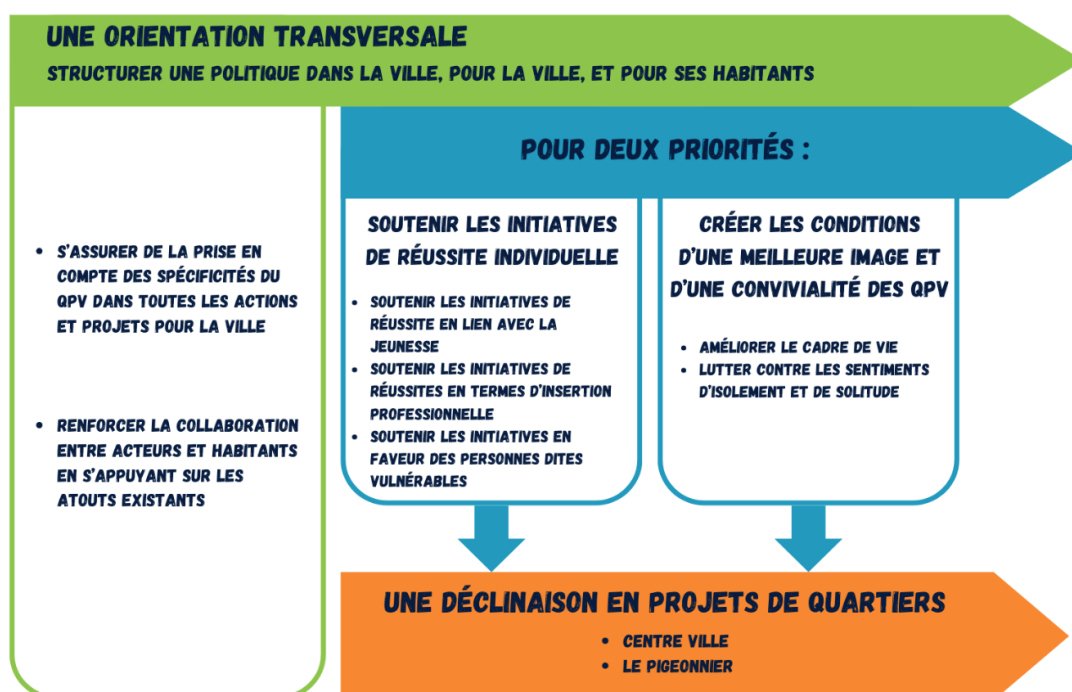 UNE ORIENTATION TRANSVERSALE
STRUCTURER UNE POLITIQUE DANS LA VILLE, POUR LA VILLE, ET POUR SES HABITANTS
• S'ASSURER DE LA PRISE EN
COMPTE DES SPÉCIFICITÉS DU
QPV DANS TOUTES LES ACTIONS
ET PROJETS POUR LA VILLE
• RENFORCER LA COLLABORATION
ENTRE ACTEURS ET HABITANTS
EN S'APPUYANT SUR LES
ATOUTS EXISTANTS
POUR DEUX PRIORITÉS :
SOUTENIR LES INITIATIVES
DE RÉUSSITE INDIVIDUELLE
• SOUTENIR LES INITIATIVES DE
RÉUSSITE EN LIEN AVEC LA
JEUNESSE
• SOUTENIR LES INITIATIVES DE
RÉUSSITES EN TERMES D'INSERTION
PROFESSIONNELLE
• SOUTENIR LES INITIATIVES EN
FAVEUR DES PERSONNES DITES
VULNÉRABLES
CRÉER LES CONDITIONS
D'UNE MEILLEURE IMAGE ET
D'UNE CONVIVIALITÉ DES QPV
• AMÉLIORER LE CADRE DE VIE
• LUTTER CONTRE LES SENTIMENTS
D'ISOLEMENT ET DE SOLITUDE
UNE DÉCLINAISON EN PROJETS DE QUARTIERS
• CENTRE VILLE
• LE PIGEONNIER